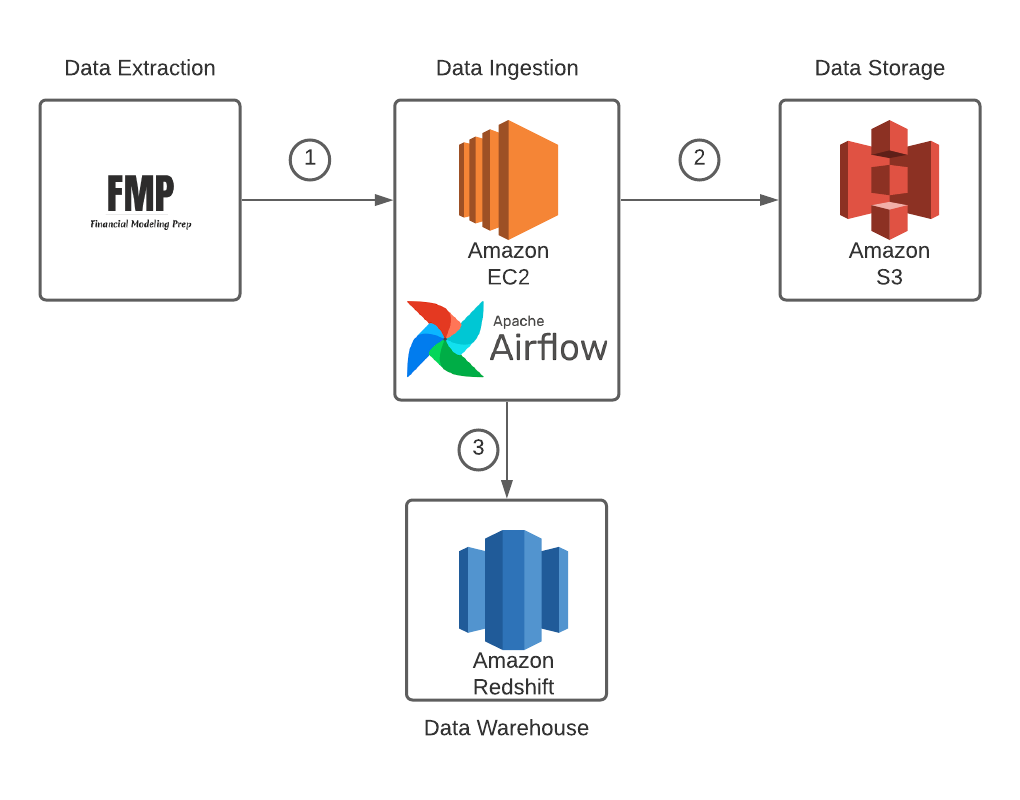 Data Extraction
Data Ingestion
Data Storage
FMP
Financial Modeling Prep
1
Amazon
EC2
Apache
Airflow
2
Amazon
S3
3
Amazon
Redshift
Data Warehouse